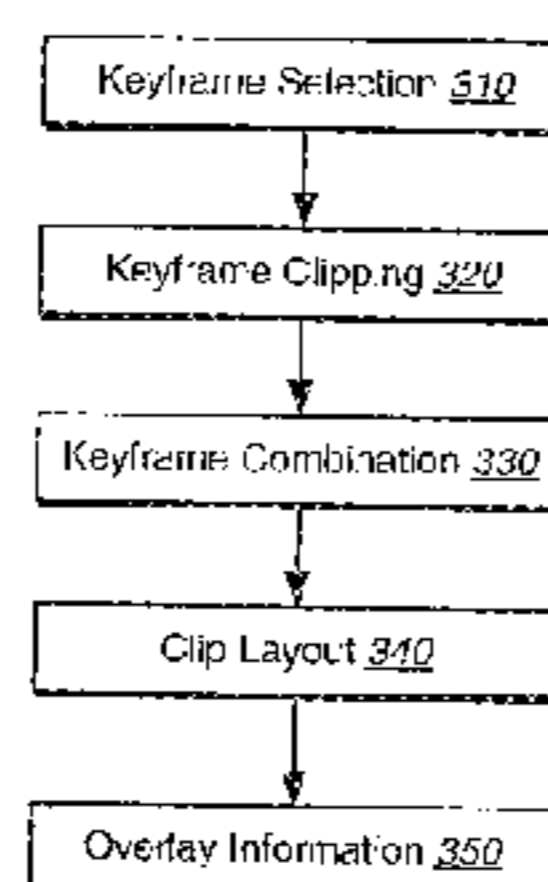 Keyframe Selection 310
Keyframe Clipping 320
Keyframe Combination 330
Clip Layout 340
Overlay Information 350